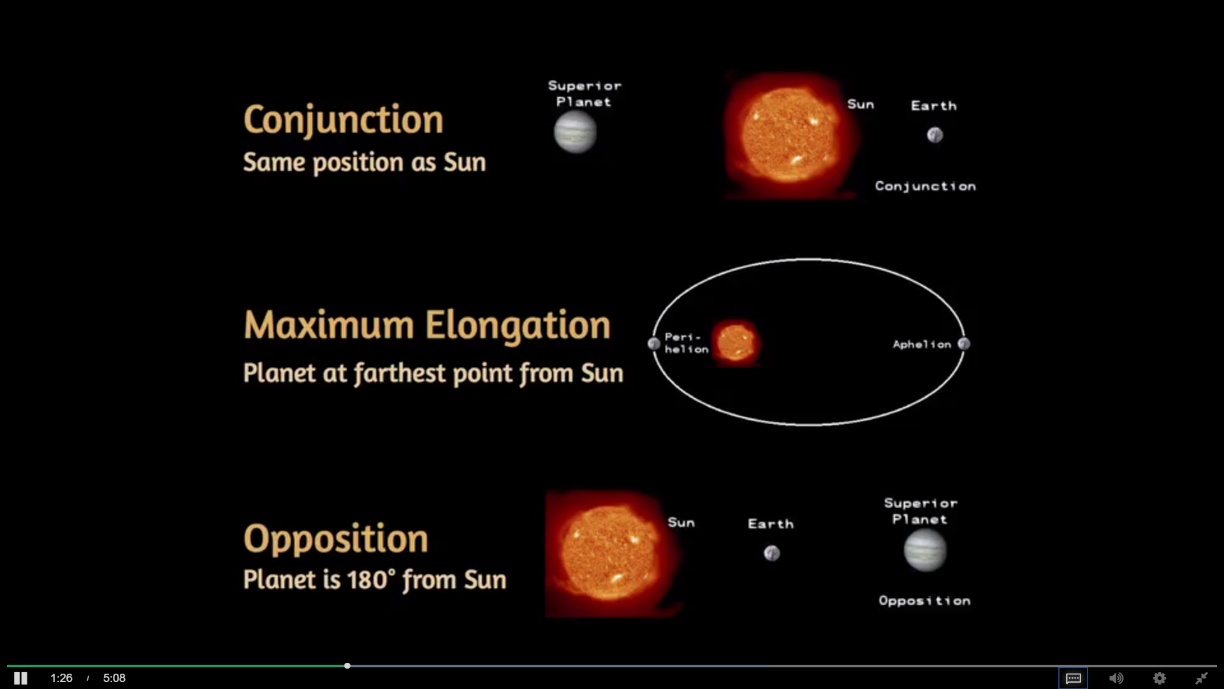 Conjunction
Same position as Sun
Superior
Planet
Sun
Earth
Conjunction
Maximum Elongation
Planet at farthest point from Sun
Peri-
helion
Aphelion
Opposition
Planet is 180° from Sun
Sun
Earth
Superior
Planet
Opposition
1:26 / 5:08